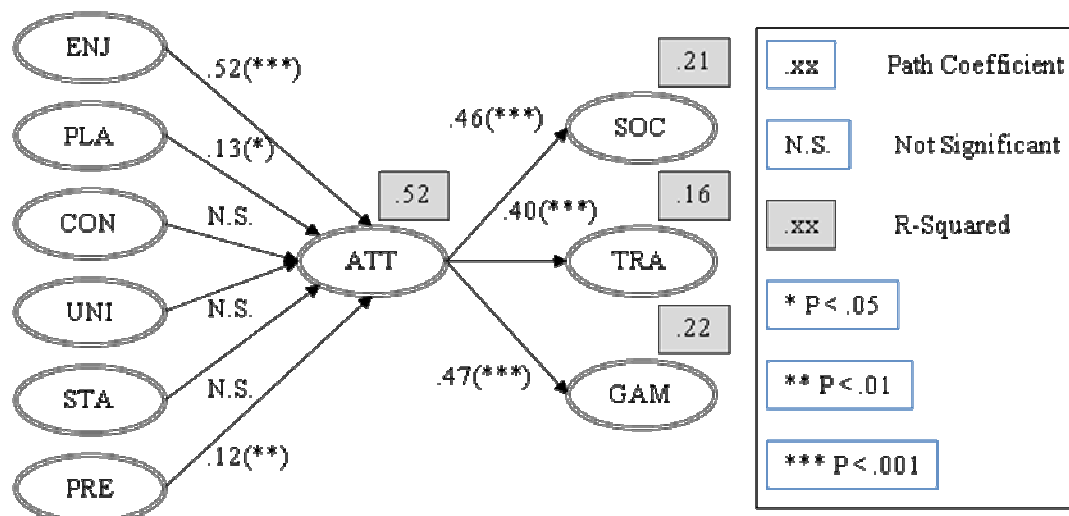 ENJ
.52(***)
PLA
.13(*)
CON
N.S.
UNI
N.S.
STA
N.S.
PRE
.12(**)
.52
ATT
.46(***)
.21
SOC
.40(***)
.16
TRA
.47(***)
.22
GAM
.xx Path Coefficient
N.S. Not Significant
.xx R-Squared
* P< .05
** P< .01
*** P< .001